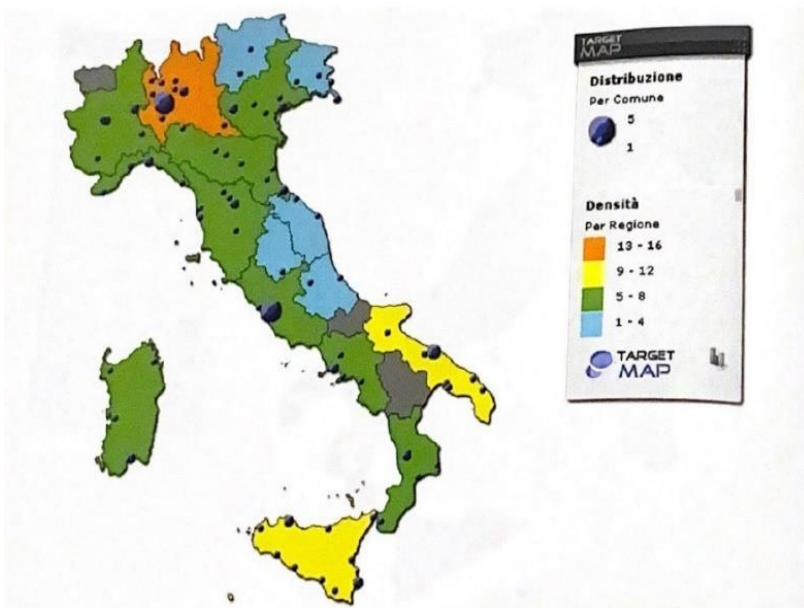 TARGET
MAP
Distribuzione
Per Comune
5
1
Densità
Per Regione
13 - 16
9 - 12
5 - 8
1 - 4
TARGET
MAP